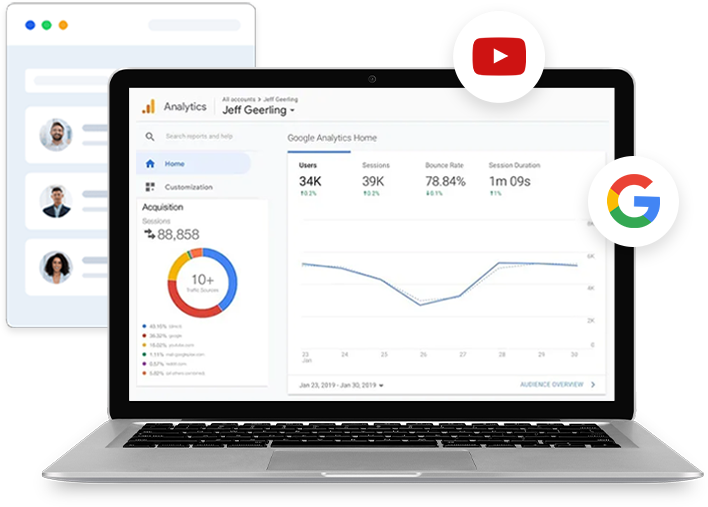 Analytics
All accounts > Jeff Geerling
Jeff Geerling
Search reports and help
Home
Customization
Acquisition
Sessions
88,858
10+
Traffic Sources
Google Analytics Home
Users
34K
0.2%
Sessions
39K
0.2%
Bounce Rate
78.84%
0.1%
Session Duration
1m 09s
1%
6K
4K
2K
0
23
Jan
24
25
26
27
28
29
30
Jan 23, 2019 - Jan 30, 2019
AUDIENCE OVERVIEW
G